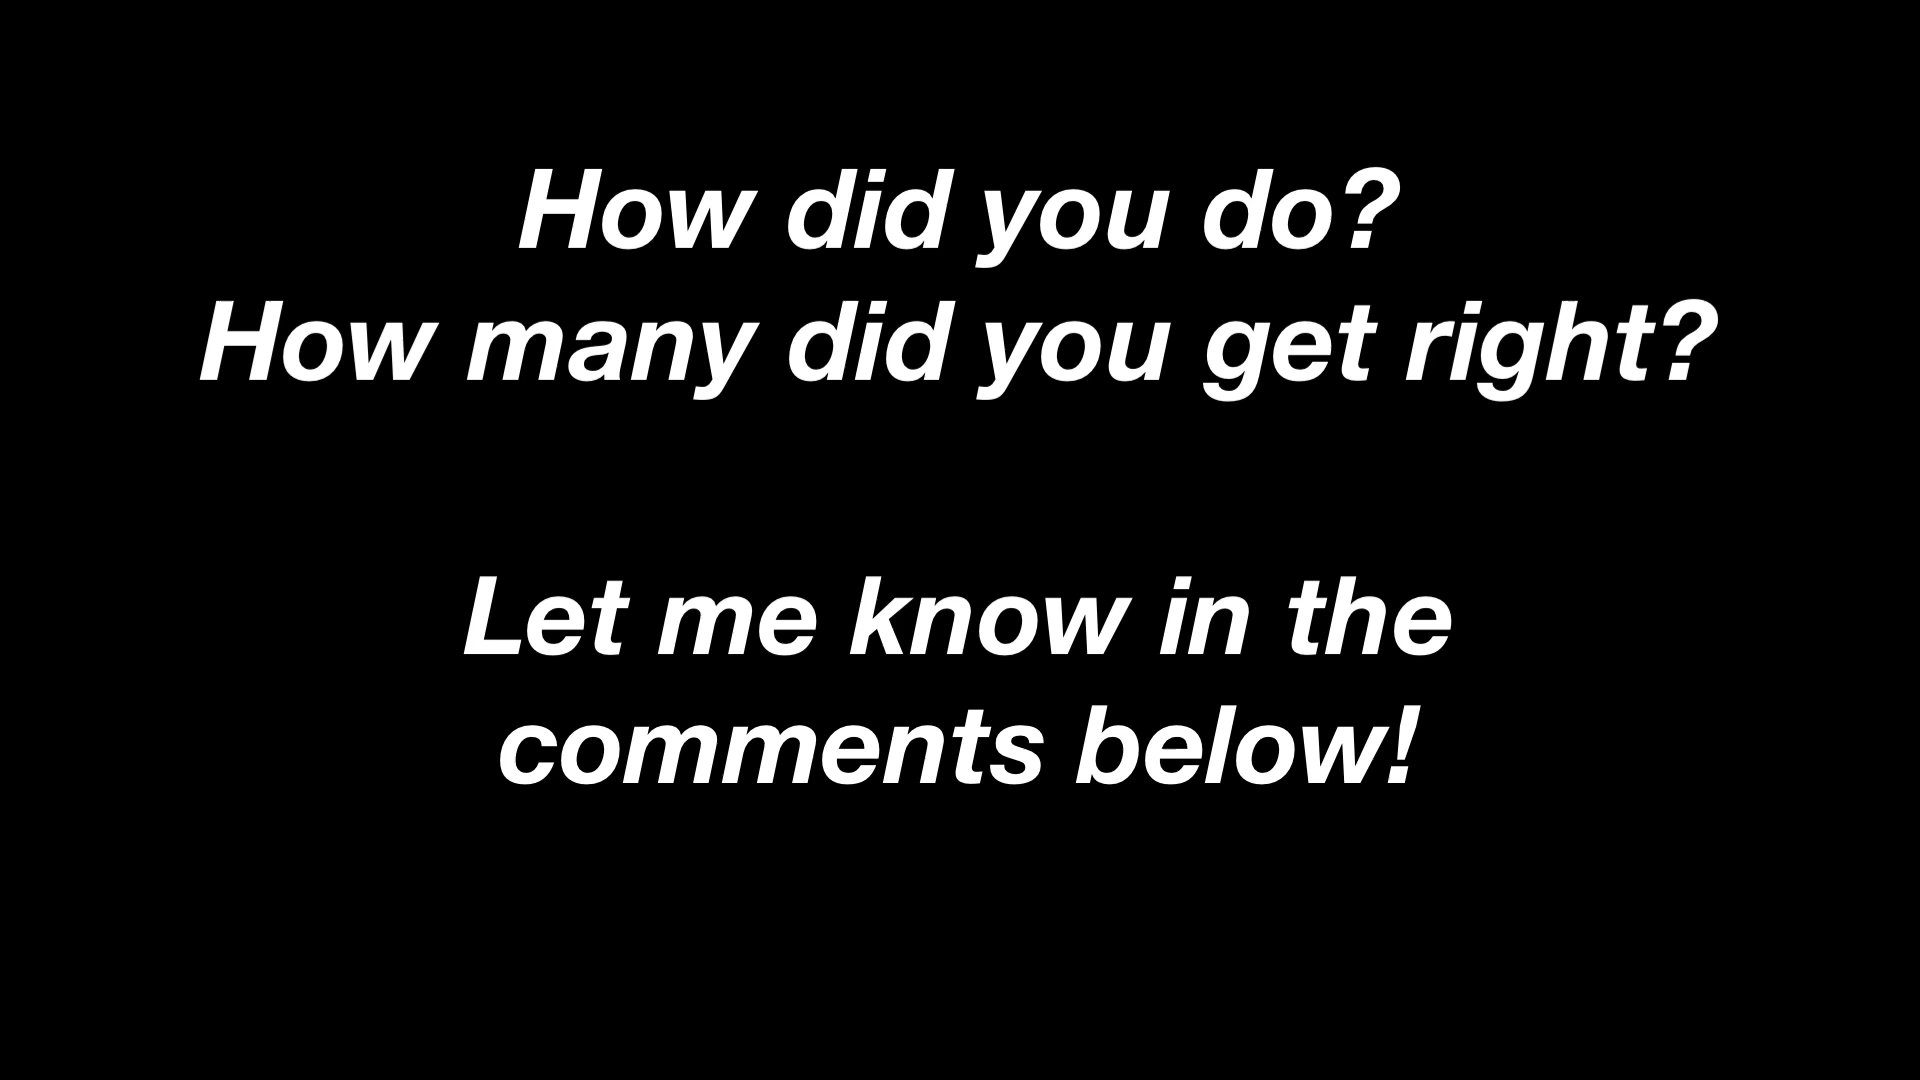 How did you do?
How many did you get right?
Let me know in the
comments below!